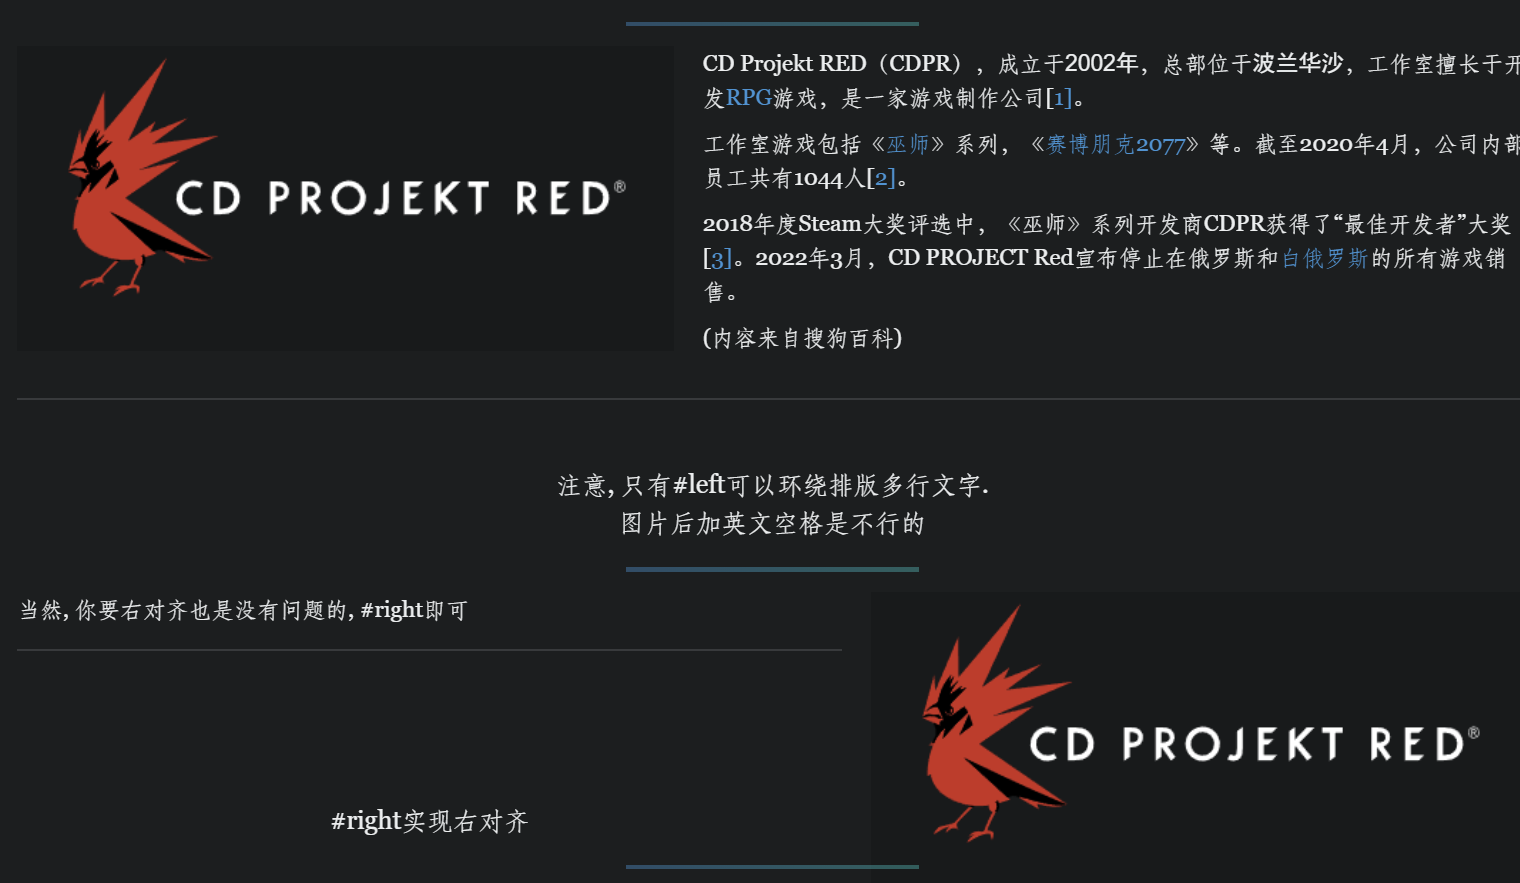 CD PROJEKT RED®
CD Projekt RED（CDPR），成立于2002年，总部位于波兰华沙，工作室擅长于开
发RPG游戏，是一家游戏制作公司[1]。
工作室游戏包括《巫师》系列，《赛博朋克2077》等。截至2020年4月，公司内部
员工共有1044人[2]。
2018年度Steam大奖评选中，《巫师》系列开发商CDPR获得了“最佳开发者”大奖
[3]。2022年3月，CD PROJECT Red宣布停止在俄罗斯和白俄罗斯的所有游戏销
售。
(内容来自搜狗百科)
注意, 只有#left可以环绕排版多行文字.
图片后加英文空格是不行的
当然, 你要右对齐也是没有问题的, #right即可
CD PROJEKT RED®
#right实现右对齐